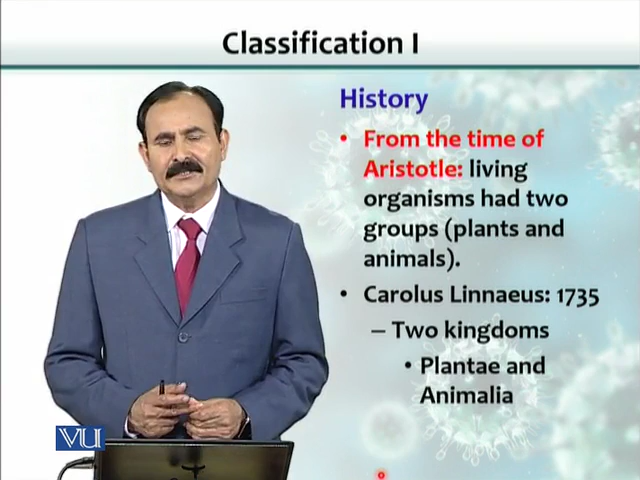 Classification I
History
• From the time of
Aristotle: living
organisms had two
groups (plants and
animals).
• Carolus Linnaeus: 1735
– Two kingdoms
• Plantae and
Animalia
VU